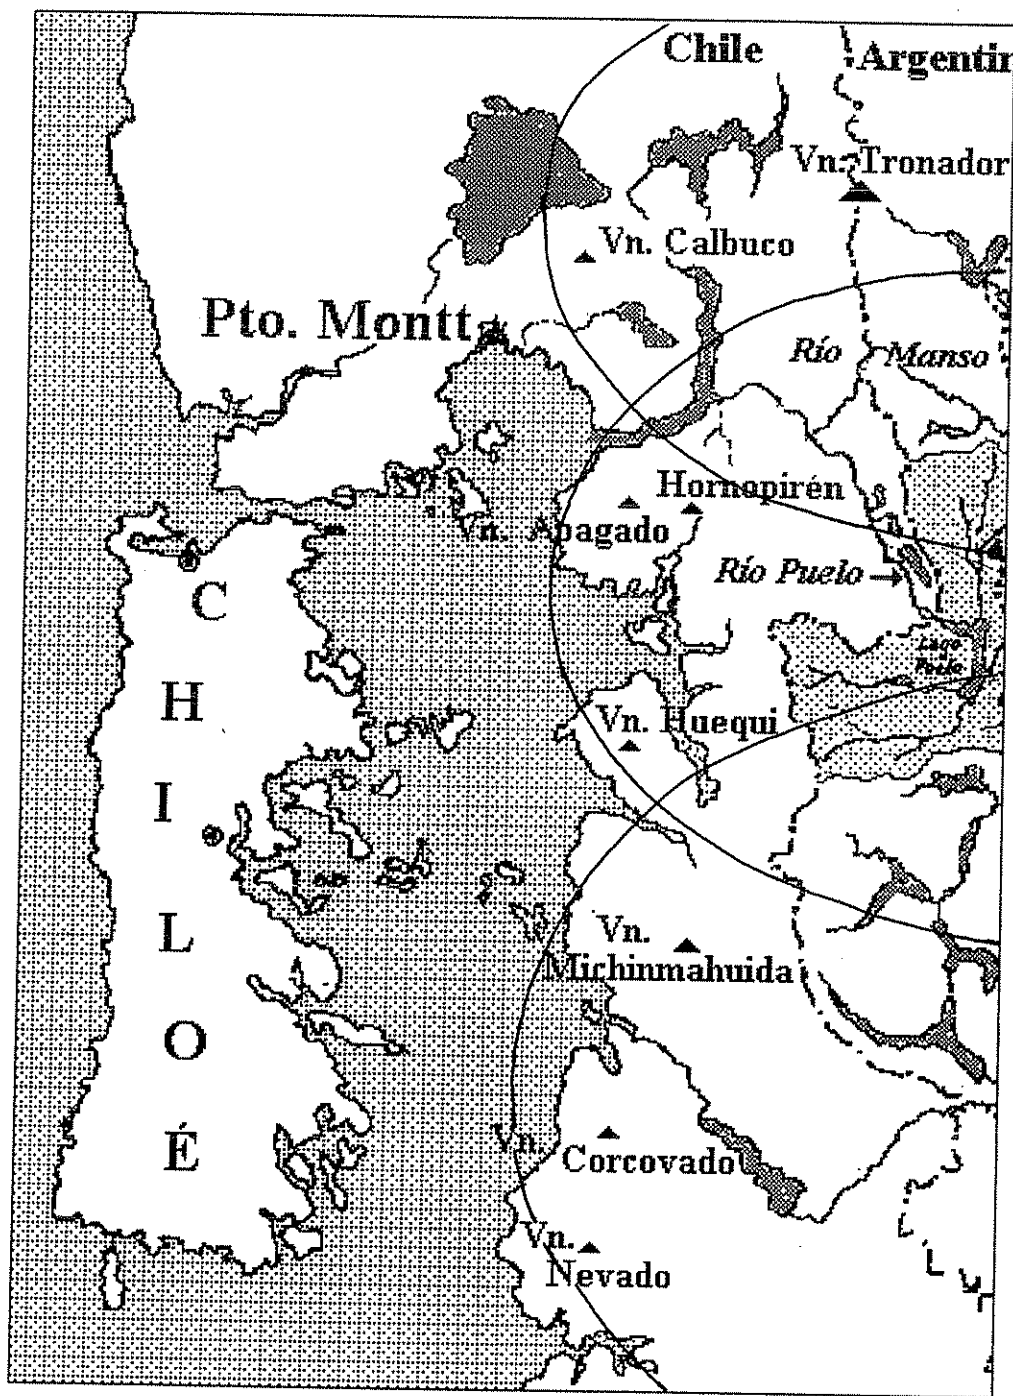 Chile
Argentin
Vn. Tronador
Vn. Calbuco
Pto. Montt
Río Manso
Hornopirén
Vn. Apagado
Río Puelo
Lago
Puelo
Vn. Huequi
Vn.
Michinmahuida
Vn.
Corcovado
Vn.
Nevado
C
H
I
L
O
É